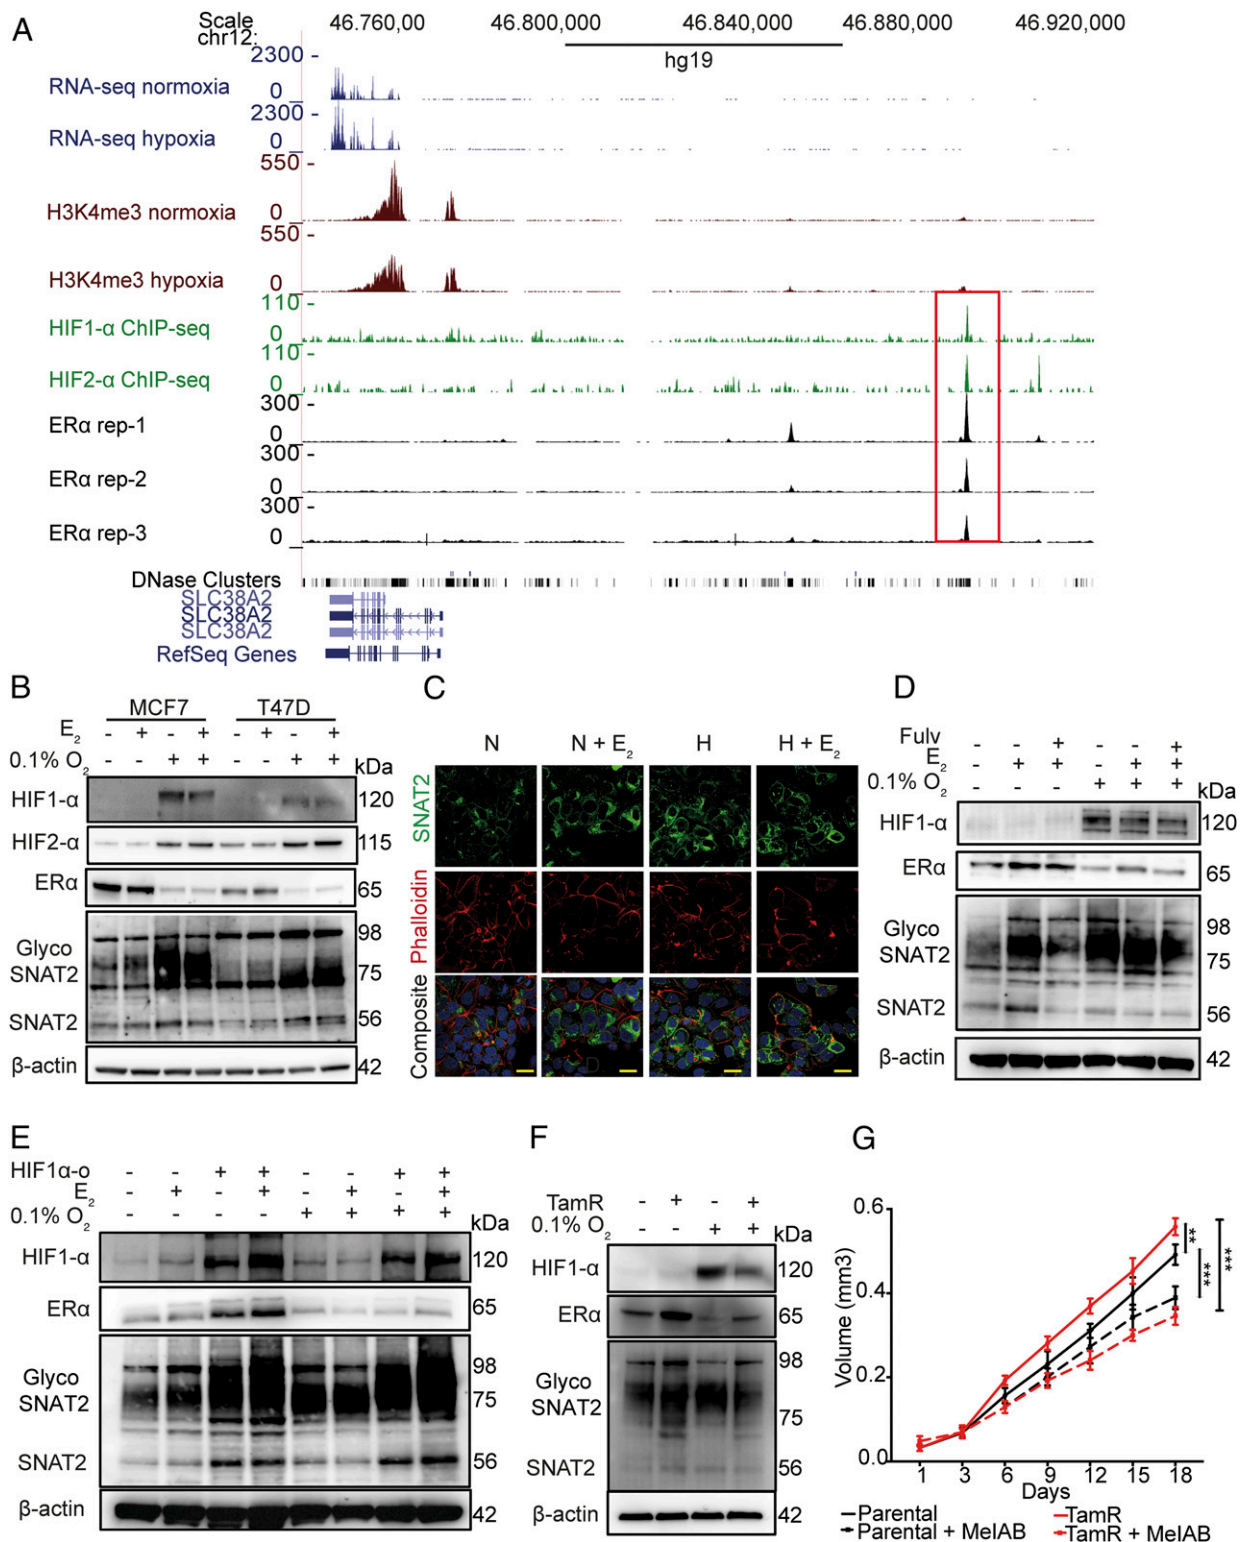 A
Scale
chr12:
46.760,00 46.800,000 46.840,000 46.880,000 46.920,000
hg19
2300 -
RNA-seq normoxia
0
2300 -
RNA-seq hypoxia
0
550 -
H3K4me3 normoxia
0
550 -
H3K4me3 hypoxia
0
110 -
HIF1-α ChIP-seq
0
110 -
HIF2-α ChIP-seq
0
300 -
ERα rep-1
0
300 -
ERα rep-2
0
300 -
ERα rep-3
0
DNase Clusters
SLC38A2
SLC38A2
SLC38A2
RefSeq Genes
B
MCF7 T47D
E2 - + - + - + - +
0.1% O2 - - + + - - + +
kDa
HIF1-α 120
HIF2-α 115
ERα 65
98
Glyco
SNAT2 75
SNAT2 56
β-actin 42
C
N N + E2 H H + E2
SNAT2
Phalloidin
Composite
D
Fulv - - + - - +
E2 - + + - + +
0.1% O2 - - - + + +
kDa
HIF1-α 120
ERα 65
98
Glyco
SNAT2 75
SNAT2 56
β-actin 42
E
HIF1α-o - - + + - - + +
E2 - + - + - + - +
0.1% O2 - - - - + + + +
kDa
HIF1-α 120
ERα 65
98
Glyco
SNAT2 75
SNAT2 56
β-actin 42
F
TamR - + - +
0.1% O2 - - + +
kDa
HIF1-α 120
ERα 65
98
Glyco
SNAT2
75
SNAT2 56
β-actin 42
G
Volume (mm3)
0.6
0.4
0.2
0.0
** *** ***
1 3 6 9 12 15 18
Days
Parental TamR
Parental + MeIAB TamR + MeIAB